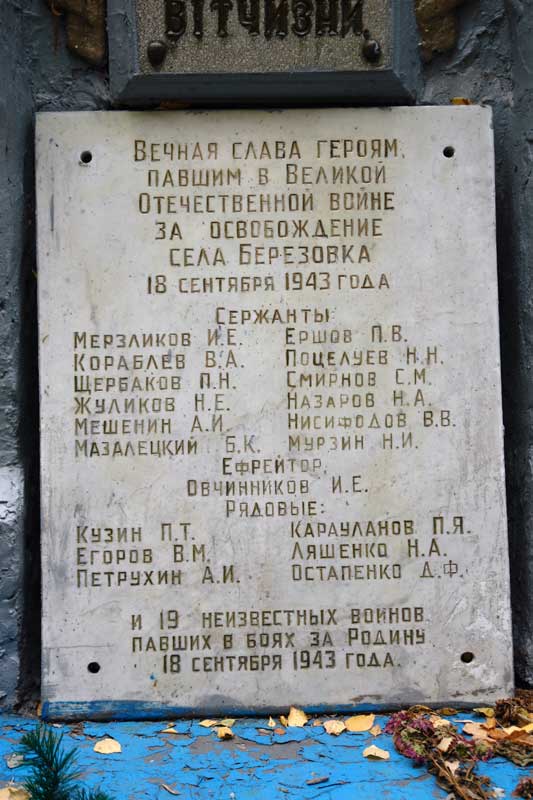 ВІТЧИЗНИ.
Вечная слава героям,
павшим в Великой
Отечественной войне
за освобождение
села Березовка
18 сентября 1943 года
Сержанты:
Мерзликов И.Е. Ершов П.В.
Кораблёв В.А. Поцелуев Н.Н.
Щербаков П.Н. Смирнов С.М.
Жуликов Н.Е. Назаров Н.А.
Мешенин А.И. Нисифодов В.В.
Мазалецкий Б.К. Мурзин Н.И.
Ефрейтор,
Овчинников И.Е.
Рядовые:
Кузин П.Т. Карауланов П.Я.
Егоров В.М. Ляшенко Н.А.
Петрухин А.И. Остапенко Д.Ф.
и 19 неизвестных воинов
павших в боях за Родину
18 сентября 1943 года.